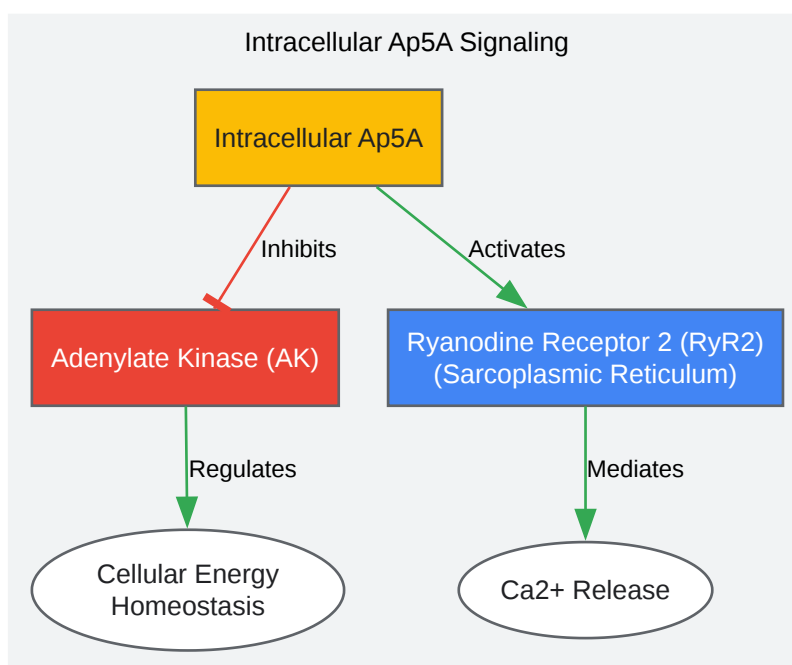 Intracellular Ap5A Signaling
Intracellular Ap5A
Inhibits
Activates
Adenylate Kinase (AK)
Ryanodine Receptor 2 (RyR2)
(Sarcoplasmic Reticulum)
Regulates
Mediates
Cellular Energy
Homeostasis
Ca2+ Release